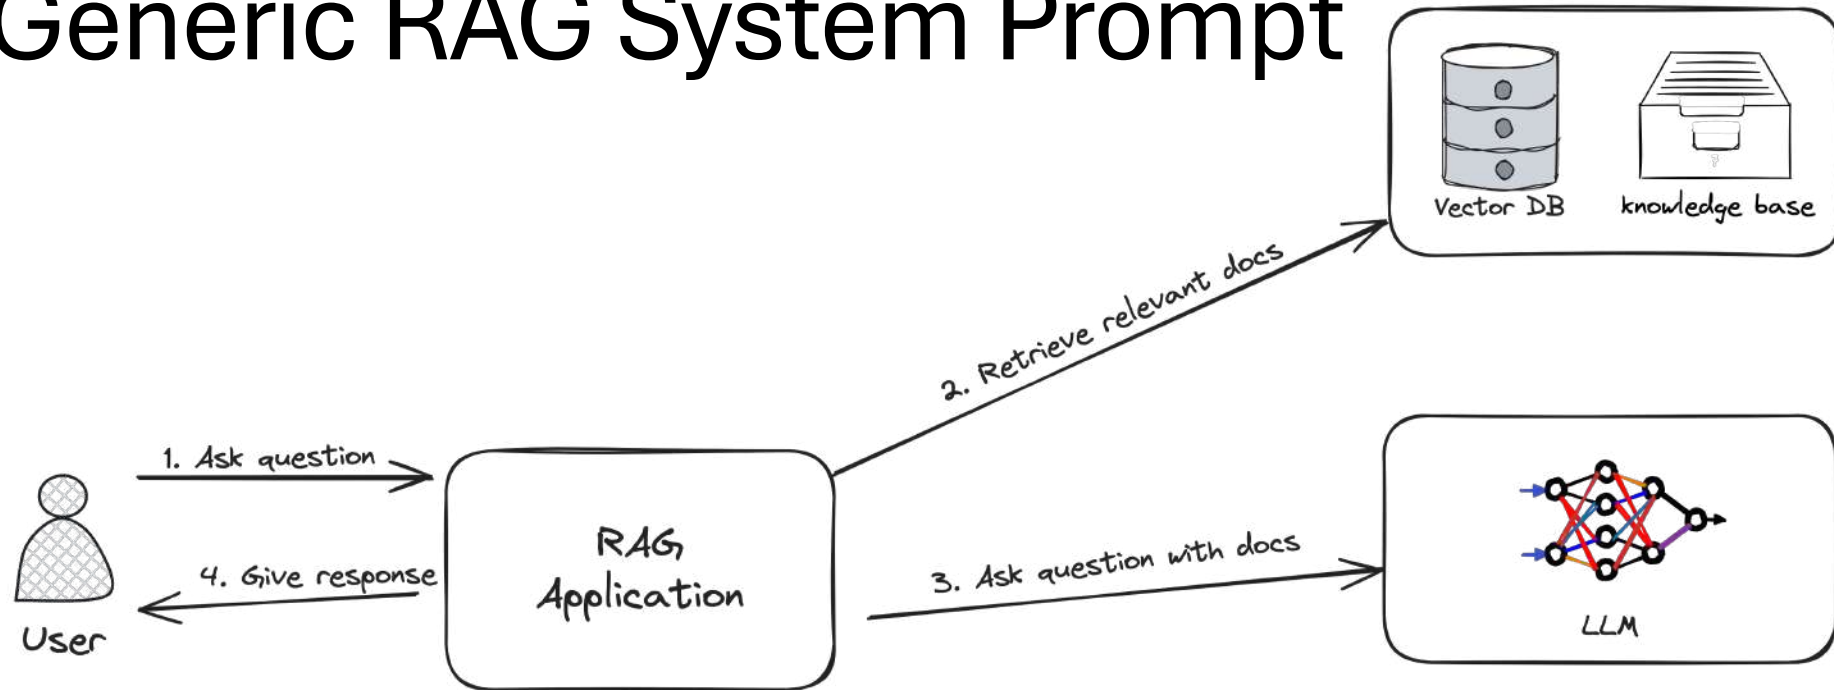 Generic RAG System Prompt
Vector DB
knowledge base
2. Retrieve relevant docs
1. Ask question
RAG
Application
3. Ask question with docs
4. Give response
User
LLM